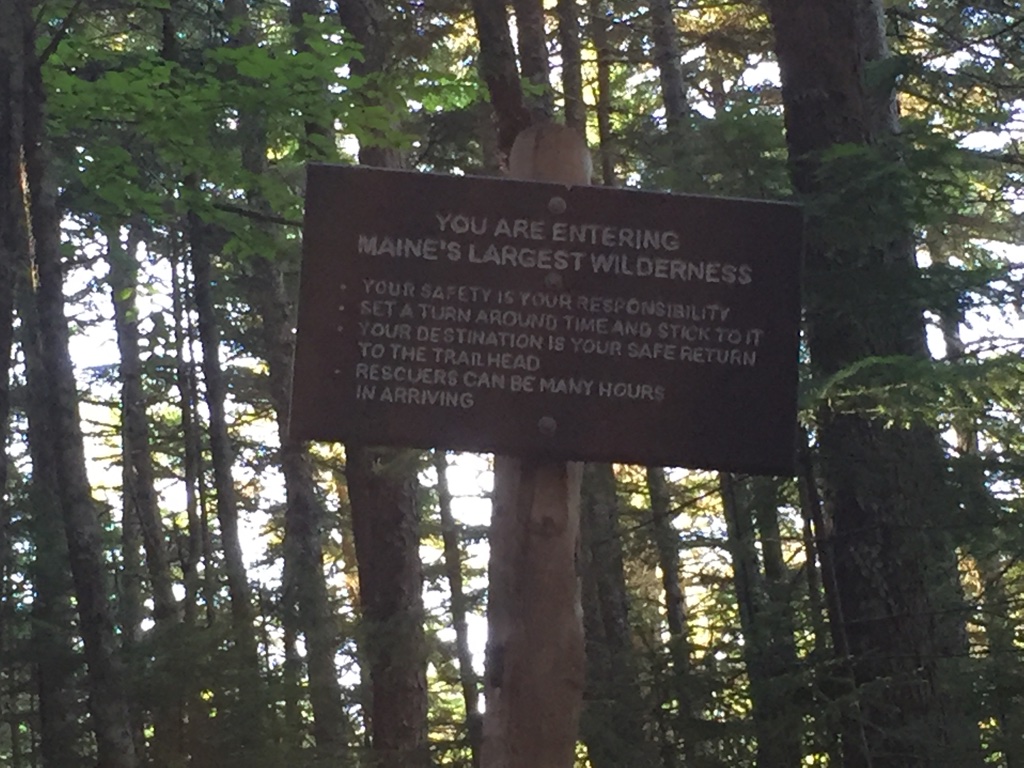 YOU ARE ENTERING
MAINE'S LARGEST WILDERNESS
• YOUR SAFETY IS YOUR RESPONSIBILITY
• SET A TURN AROUND TIME AND STICK TO IT
• YOUR DESTINATION IS YOUR SAFE RETURN
TO THE TRAILHEAD
• RESCUERS CAN BE MANY HOURS
IN ARRIVING